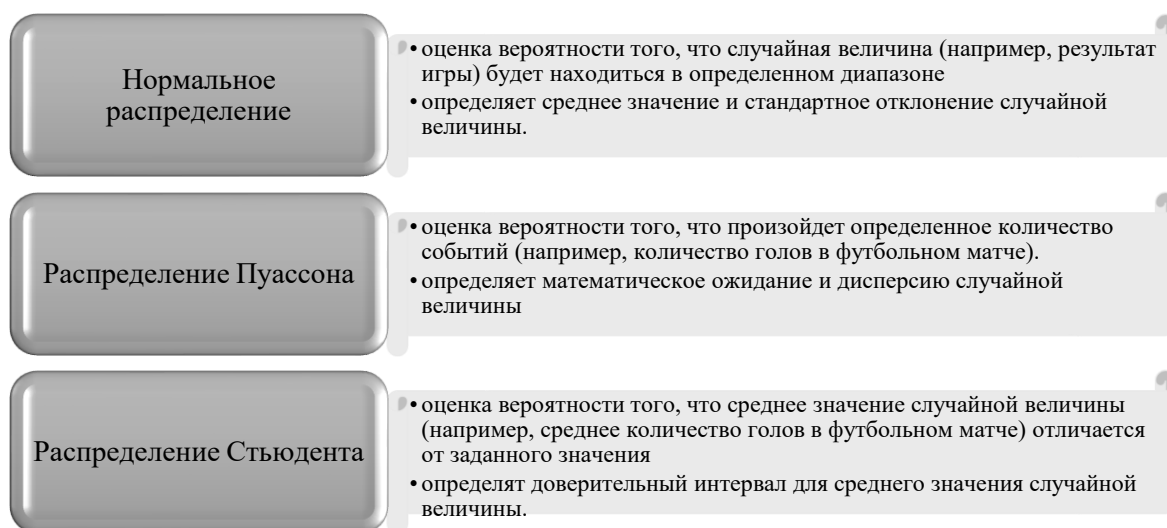 Нормальное
распределение
• оценка вероятности того, что случайная величина (например, результат
игры) будет находиться в определенном диапазоне
• определяет среднее значение и стандартное отклонение случайной
величины.
Распределение Пуассона
• оценка вероятности того, что произойдет определенное количество
событий (например, количество голов в футбольном матче).
• определяет математическое ожидание и дисперсию случайной
величины
Распределение Стьюдента
• оценка вероятности того, что среднее значение случайной величины
(например, среднее количество голов в футбольном матче) отличается
от заданного значения
• определят доверительный интервал для среднего значения случайной
величины.